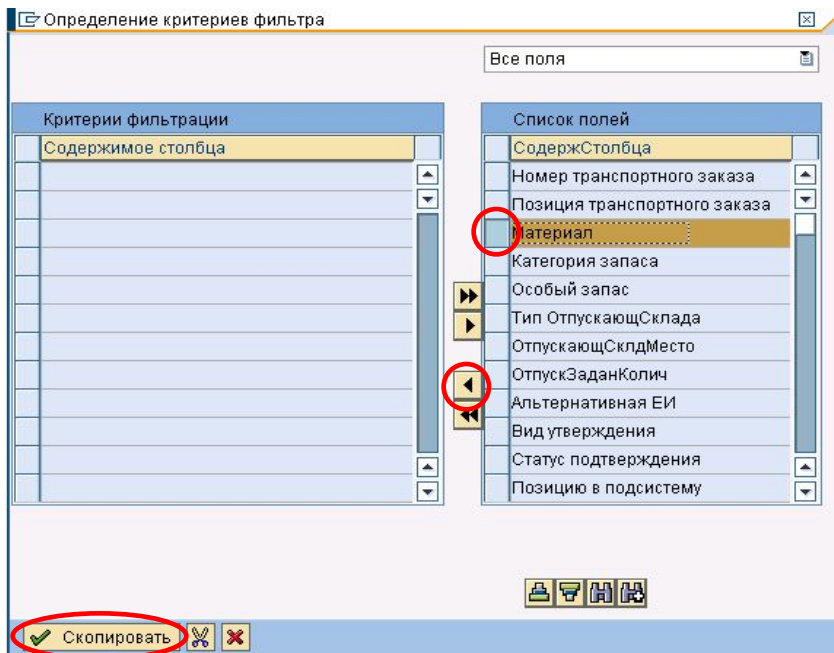 Определение критериев фильтра
Все поля
Критерии фильтрации
Содержимое столбца
Список полей
СодержСтолбца
Номер транспортного заказа
Позиция транспортного заказа
Материал
Категория запаса
Особый запас
Тип ОтпускающСклада
ОтпускающСклдМесто
ОтпускЗаданКолич
Альтернативная ЕИ
Вид утверждения
Статус подтверждения
Позицию в подсистему
Скопировать